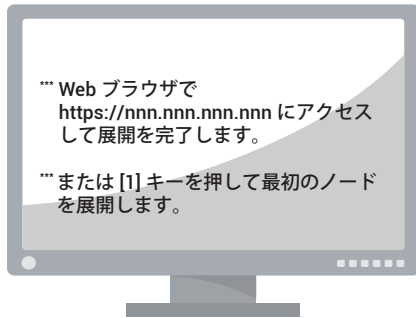 *** Web ブラウザで
https://nnn.nnn.nnn.nnn にアクセス
して展開を完了します。
*** または [1] キーを押して最初のノード
を展開します。